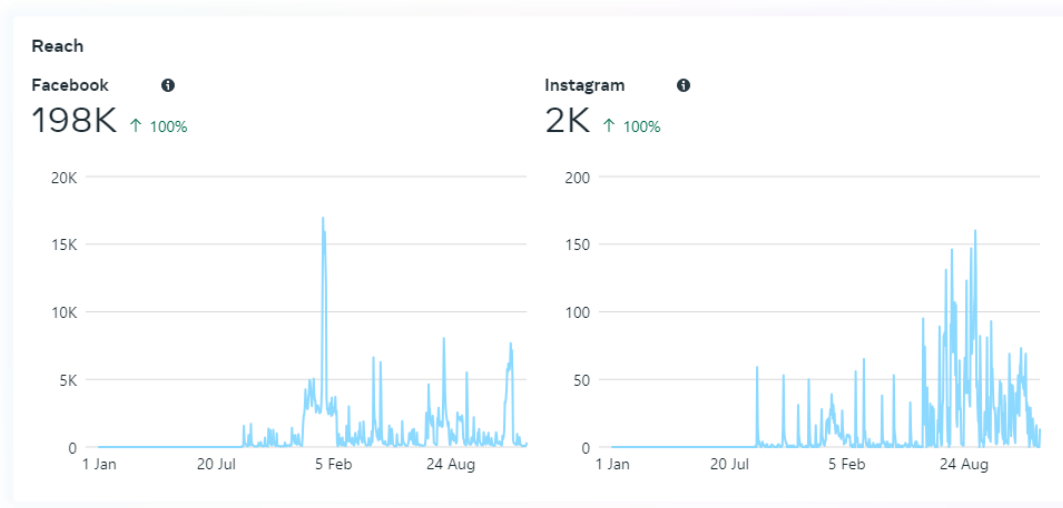 Reach
Facebook
198K ↑ 100%
20K
15K
10K
5K
0
1 Jan 20 Jul 5 Feb 24 Aug
Instagram
2K ↑ 100%
200
150
100
50
0
1 Jan 20 Jul 5 Feb 24 Aug